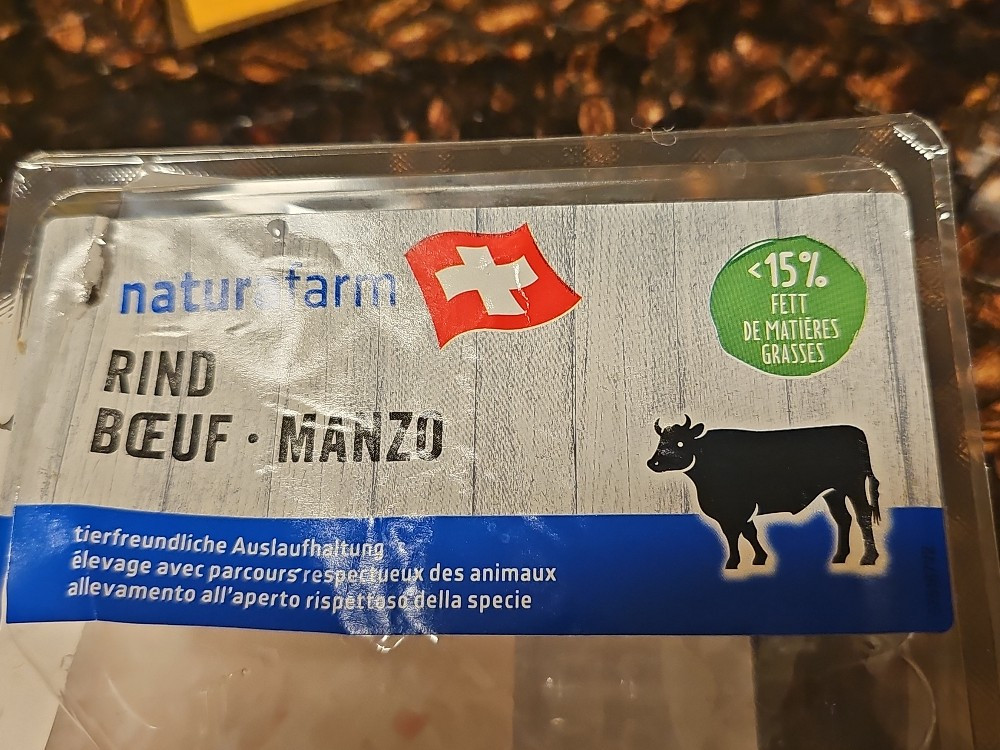 naturafarm
<15%
FETT
DE MATIÈRES
GRASSES
RIND
BŒUF · MANZO
tierfreundliche Auslaufhaltung
élevage avec parcours respectueux des animaux
allevamento all'aperto rispettoso della specie